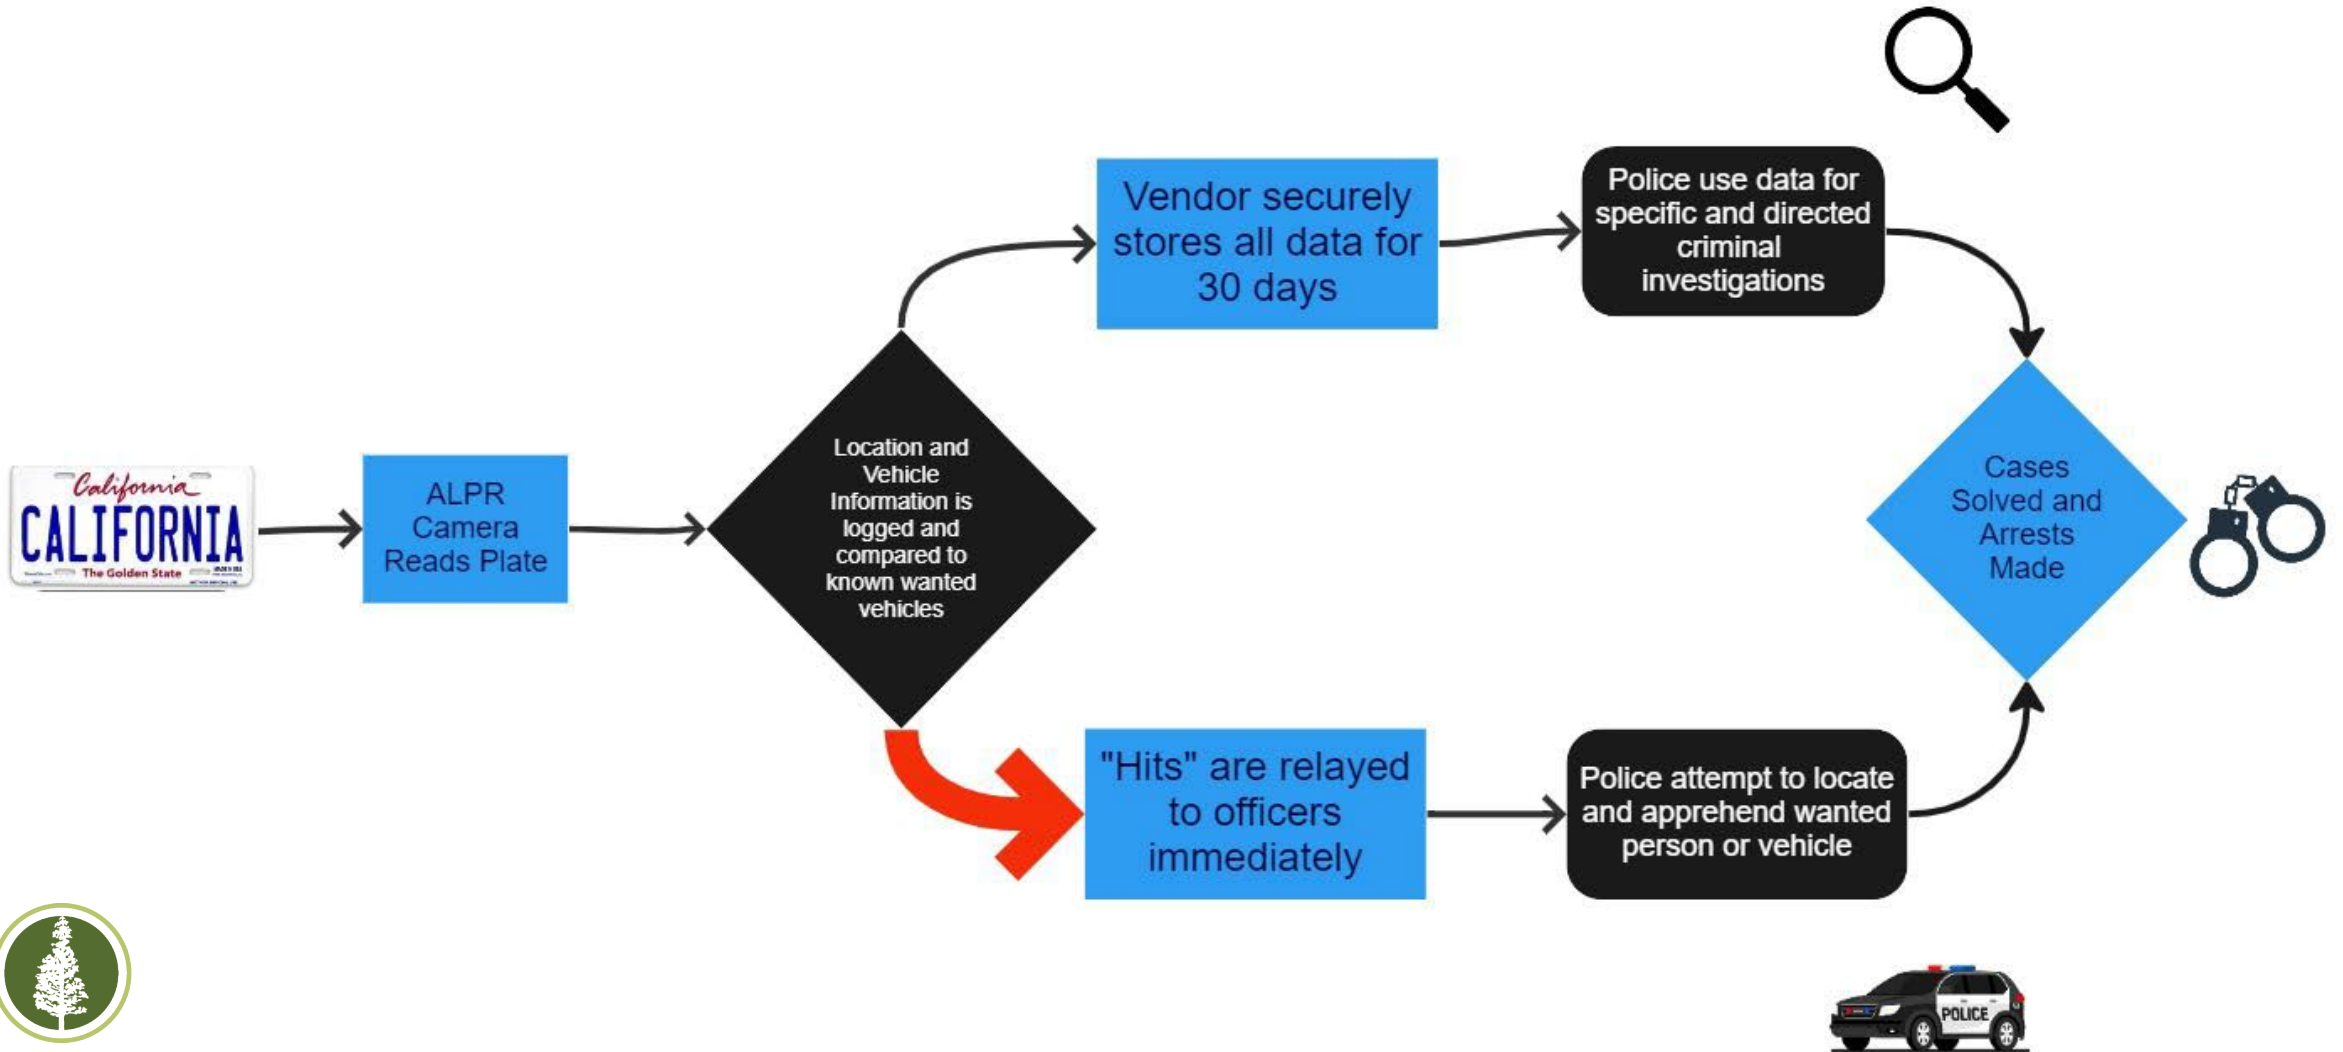 California
CALIFORNIA
The Golden State
ALPR
Camera
Reads Plate
Location and
Vehicle
Information is
logged and
compared to
known wanted
vehicles
Vendor securely
stores all data for
30 days
Police use data for
specific and directed
criminal
investigations
"Hits" are relayed
to officers
immediately
Police attempt to locate
and apprehend wanted
person or vehicle
Cases
Solved and
Arrests
Made
POLICE